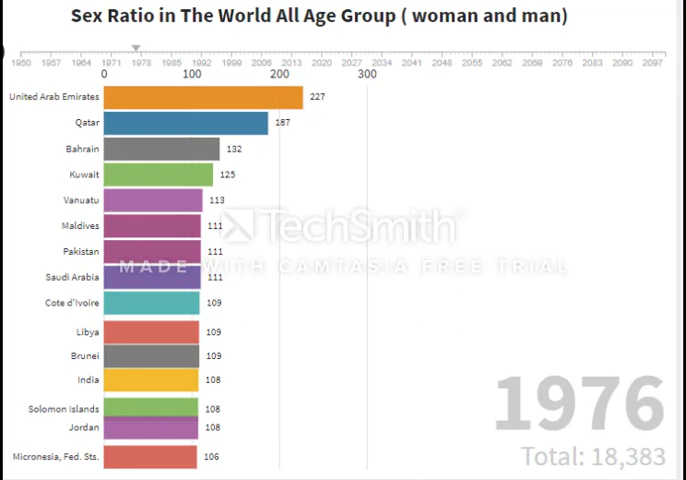 Sex Ratio in The World All Age Group ( woman and man)
1950 1957 1964 1971 1978 1985 1992 1999 2006 2013 2020 2027 2034 2041 2048 2055 2062 2069 2076 2083 2090 2097
0 100 200 300
United Arab Emirates 227
Qatar 187
Bahrain 132
Kuwait 125
Vanuatu 113
Maldives 111
TechSmith
Pakistan 111
MADE WITH CAMTASIA FREE TRIAL
Saudi Arabia 111
Cote d'Ivoire 109
Libya 109
Brunei 109
India 108
Solomon Islands 108
Jordan 108
Micronesia, Fed. Sts. 106
1976
Total: 18,383